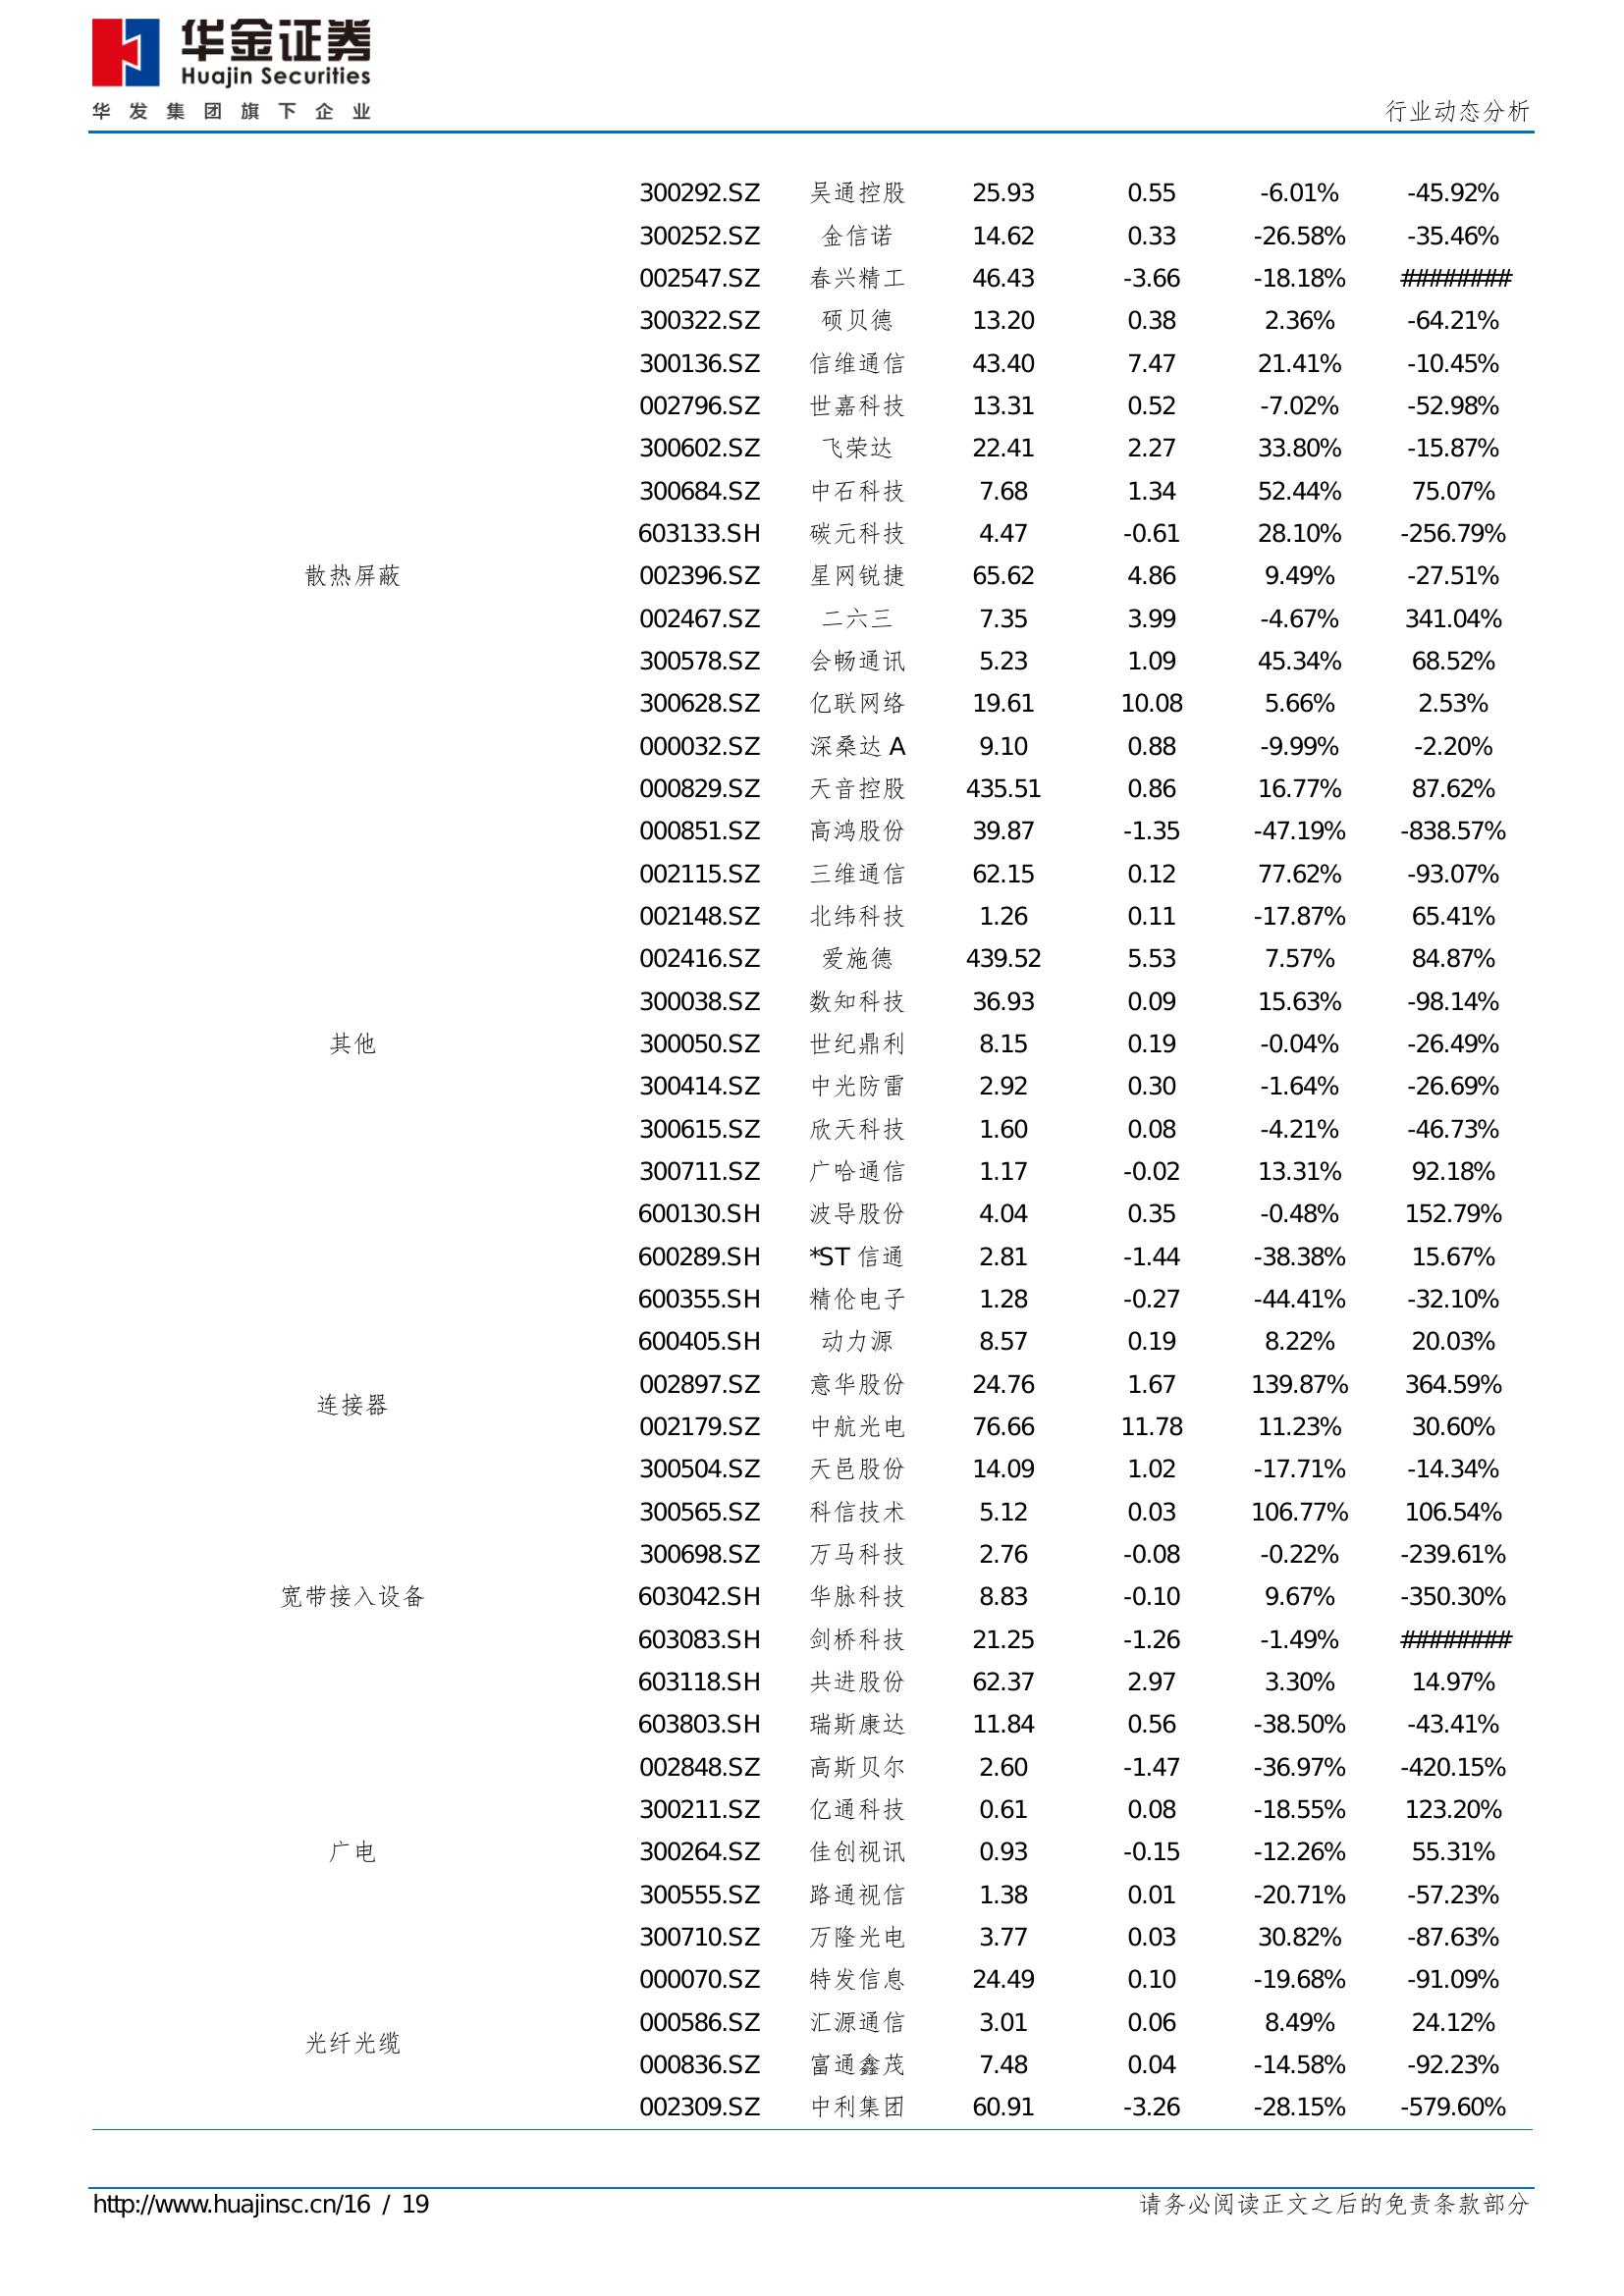 华金证券
Huajin Securities
华发集团旗下企业
行业动态分析
300292.SZ 吴通控股 25.93 0.55 -6.01% -45.92%
300252.SZ 金信诺 14.62 0.33 -26.58% -35.46%
002547.SZ 春兴精工 46.43 -3.66 -18.18% ########
300322.SZ 硕贝德 13.20 0.38 2.36% -64.21%
300136.SZ 信维通信 43.40 7.47 21.41% -10.45%
002796.SZ 世嘉科技 13.31 0.52 -7.02% -52.98%
300602.SZ 飞荣达 22.41 2.27 33.80% -15.87%
300684.SZ 中石科技 7.68 1.34 52.44% 75.07%
603133.SH 碳元科技 4.47 -0.61 28.10% -256.79%
散热屏蔽 002396.SZ 星网锐捷 65.62 4.86 9.49% -27.51%
002467.SZ 二六三 7.35 3.99 -4.67% 341.04%
300578.SZ 会畅通讯 5.23 1.09 45.34% 68.52%
300628.SZ 亿联网络 19.61 10.08 5.66% 2.53%
000032.SZ 深桑达 A 9.10 0.88 -9.99% -2.20%
000829.SZ 天音控股 435.51 0.86 16.77% 87.62%
000851.SZ 高鸿股份 39.87 -1.35 -47.19% -838.57%
002115.SZ 三维通信 62.15 0.12 77.62% -93.07%
002148.SZ 北纬科技 1.26 0.11 -17.87% 65.41%
002416.SZ 爱施德 439.52 5.53 7.57% 84.87%
300038.SZ 数知科技 36.93 0.09 15.63% -98.14%
其他 300050.SZ 世纪鼎利 8.15 0.19 -0.04% -26.49%
300414.SZ 中光防雷 2.92 0.30 -1.64% -26.69%
300615.SZ 欣天科技 1.60 0.08 -4.21% -46.73%
300711.SZ 广哈通信 1.17 -0.02 13.31% 92.18%
600130.SH 波导股份 4.04 0.35 -0.48% 152.79%
600289.SH *ST 信通 2.81 -1.44 -38.38% 15.67%
600355.SH 精伦电子 1.28 -0.27 -44.41% -32.10%
600405.SH 动力源 8.57 0.19 8.22% 20.03%
002897.SZ 意华股份 24.76 1.67 139.87% 364.59%
连接器
002179.SZ 中航光电 76.66 11.78 11.23% 30.60%
300504.SZ 天邑股份 14.09 1.02 -17.71% -14.34%
300565.SZ 科信技术 5.12 0.03 106.77% 106.54%
300698.SZ 万马科技 2.76 -0.08 -0.22% -239.61%
宽带接入设备 603042.SH 华脉科技 8.83 -0.10 9.67% -350.30%
603083.SH 剑桥科技 21.25 -1.26 -1.49% ########
603118.SH 共进股份 62.37 2.97 3.30% 14.97%
603803.SH 瑞斯康达 11.84 0.56 -38.50% -43.41%
002848.SZ 高斯贝尔 2.60 -1.47 -36.97% -420.15%
300211.SZ 亿通科技 0.61 0.08 -18.55% 123.20%
广电 300264.SZ 佳创视讯 0.93 -0.15 -12.26% 55.31%
300555.SZ 路通视信 1.38 0.01 -20.71% -57.23%
300710.SZ 万隆光电 3.77 0.03 30.82% -87.63%
000070.SZ 特发信息 24.49 0.10 -19.68% -91.09%
000586.SZ 汇源通信 3.01 0.06 8.49% 24.12%
光纤光缆
000836.SZ 富通鑫茂 7.48 0.04 -14.58% -92.23%
002309.SZ 中利集团 60.91 -3.26 -28.15% -579.60%
http://www.huajinsc.cn/16 / 19 请务必阅读正文之后的免责条款部分